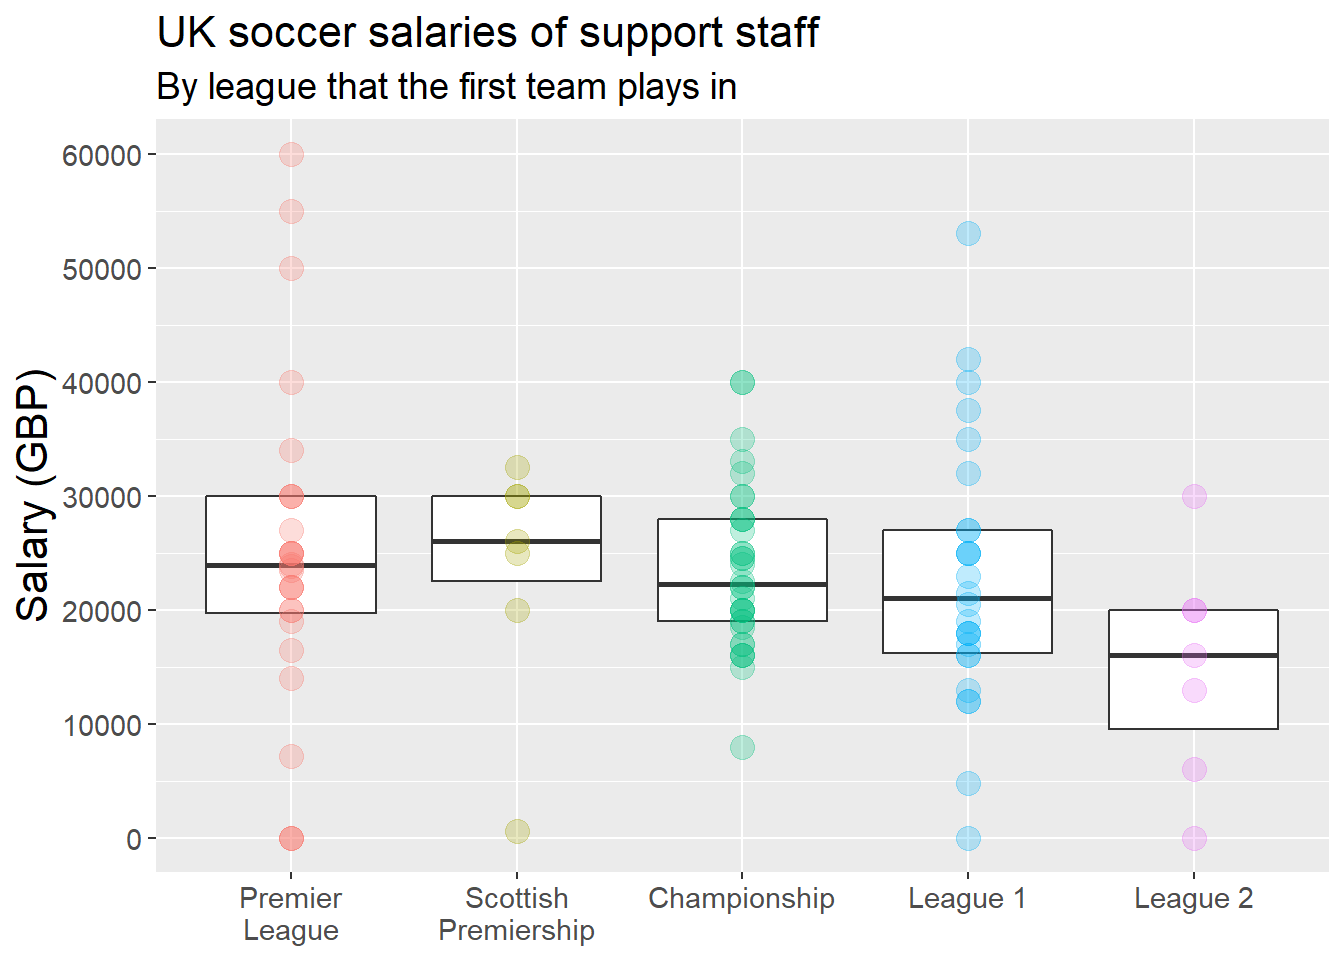 UK soccer salaries of support staff
By league that the first team plays in
Salary (GBP)
60000
50000
40000
30000
20000
10000
0
Premier
League
Scottish
Premiership
Championship
League 1
League 2